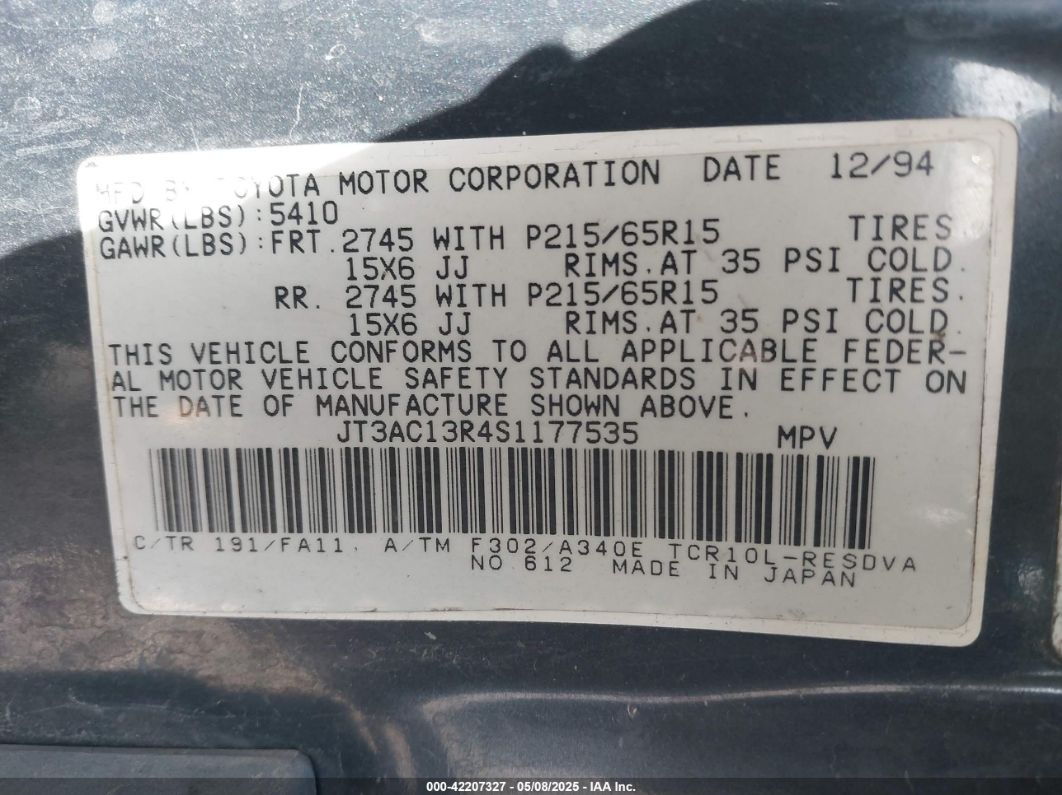 MFD BY TOYOTA MOTOR CORPORATION DATE 12/94
GVWR(LBS):5410
GAWR(LBS):FRT.2745 WITH P215/65R15 TIRES
15X6 JJ RIMS.AT 35 PSI COLD.
RR. 2745 WITH P215/65R15 TIRES.
15X6 JJ RIMS.AT 35 PSI COLD.
THIS VEHICLE CONFORMS TO ALL APPLICABLE FEDER-
AL MOTOR VEHICLE SAFETY STANDARDS IN EFFECT ON
THE DATE OF MANUFACTURE SHOWN ABOVE.
JT3AC13R4S1177535 MPV
C/TR 191/FA11. A/TM F302/A340E TCR10L-RESDVA
NO.612 MADE IN JAPAN
000-42207327 - 05/08/2025 - IAA Inc.